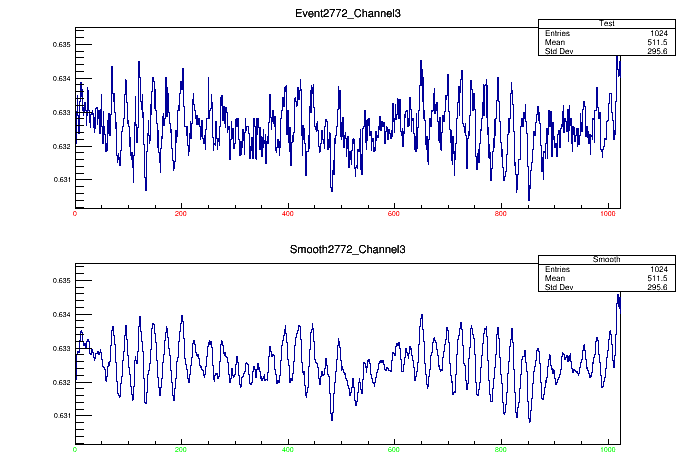 Event2772_Channel3
Test
Entries 1024
Mean 511.5
Std Dev 295.6
0.635
0.634
0.633
0.632
0.631
0 200 400 600 800 1000
Smooth2772_Channel3
Smooth
Entries 1024
Mean 511.5
Std Dev 295.6
0.635
0.634
0.633
0.632
0.631
0 200 400 600 800 1000